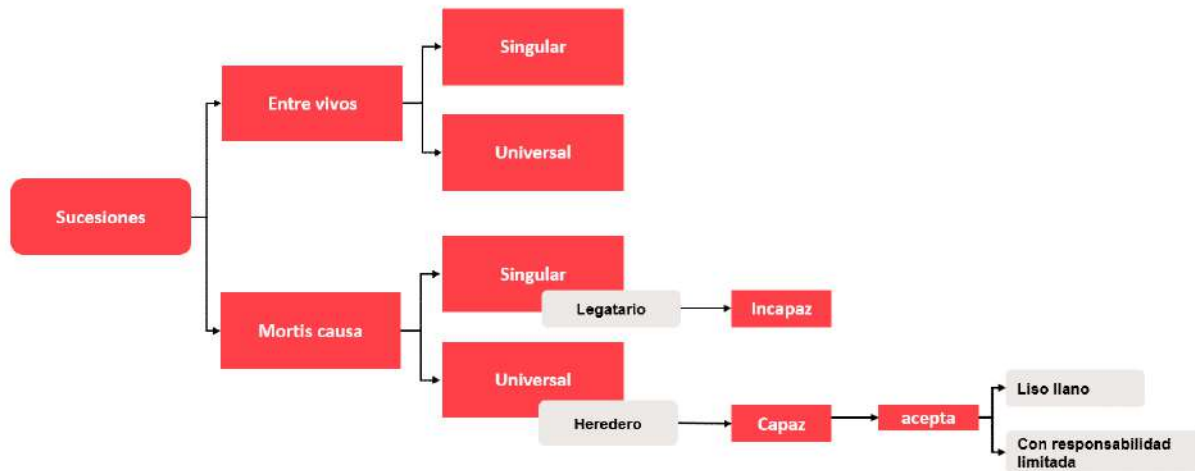 Singular
Entre vivos
Universal
Sucesiones
Singular
Legatario
Incapaz
Mortis causa
Universal
Heredero
Capaz
acepta
Liso llano
Con responsabilidad
limitada